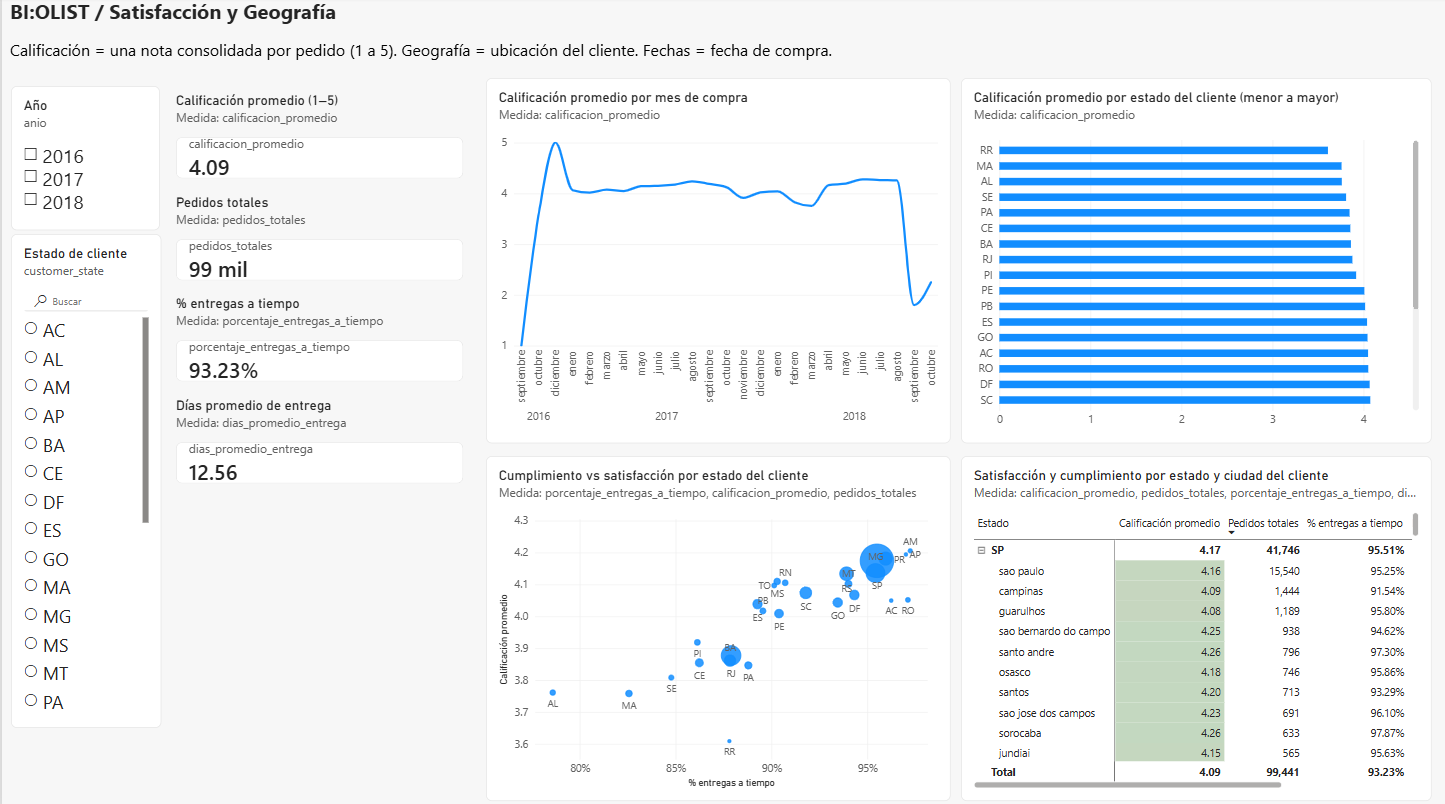 BI:OLIST / Satisfacción y Geografía
Calificación = una nota consolidada por pedido (1 a 5). Geografía = ubicación del cliente. Fechas = fecha de compra.
Año
anio
2016
2017
2018
Estado de cliente
customer_state
Buscar
AC
AL
AM
AP
BA
CE
DF
ES
GO
MA
MG
MS
MT
PA
Calificación promedio (1–5)
Medida: calificacion_promedio
calificacion_promedio
4.09
Pedidos totales
Medida: pedidos_totales
pedidos_totales
99 mil
% entregas a tiempo
Medida: porcentaje_entregas_a_tiempo
porcentaje_entregas_a_tiempo
93.23%
Días promedio de entrega
Medida: dias_promedio_entrega
dias_promedio_entrega
12.56
Calificación promedio por mes de compra
Medida: calificacion_promedio
5
4
3
2
1
septiembre
octubre
diciembre
enero
febrero
marzo
abril
mayo
junio
julio
agosto
septiembre
octubre
noviembre
diciembre
enero
febrero
marzo
abril
mayo
junio
julio
agosto
septiembre
octubre
2016
2017
2018
Calificación promedio por estado del cliente (menor a mayor)
Medida: calificacion_promedio
RR
MA
AL
SE
PA
CE
BA
RJ
PI
PE
PB
ES
GO
AC
RO
DF
SC
0 1 2 3 4
Cumplimiento vs satisfacción por estado del cliente
Medida: porcentaje_entregas_a_tiempo, calificacion_promedio, pedidos_totales
Calificación promedio
4.3
4.2
4.1
4.0
3.9
3.8
3.7
3.6
AM
AP
PR
MG
SP
MT
RS
RN
TO
MS
PB
ES
PE
SC
GO
DF
AC
RO
PI
CE
BA
RJ
PA
SE
AL
MA
RR
80% 85% 90% 95%
% entregas a tiempo
Satisfacción y cumplimiento por estado y ciudad del cliente
Medida: calificacion_promedio, pedidos_totales, porcentaje_entregas_a_tiempo, di...
Estado Calificación promedio Pedidos totales % entregas a tiempo
SP 4.17 41,746 95.51%
sao paulo 4.16 15,540 95.25%
campinas 4.09 1,444 91.54%
guarulhos 4.08 1,189 95.80%
sao bernardo do campo 4.25 938 94.62%
santo andre 4.26 796 97.30%
osasco 4.18 746 95.86%
santos 4.20 713 93.29%
sao jose dos campos 4.23 691 96.10%
sorocaba 4.26 633 97.87%
jundiai 4.15 565 95.63%
Total 4.09 99,441 93.23%